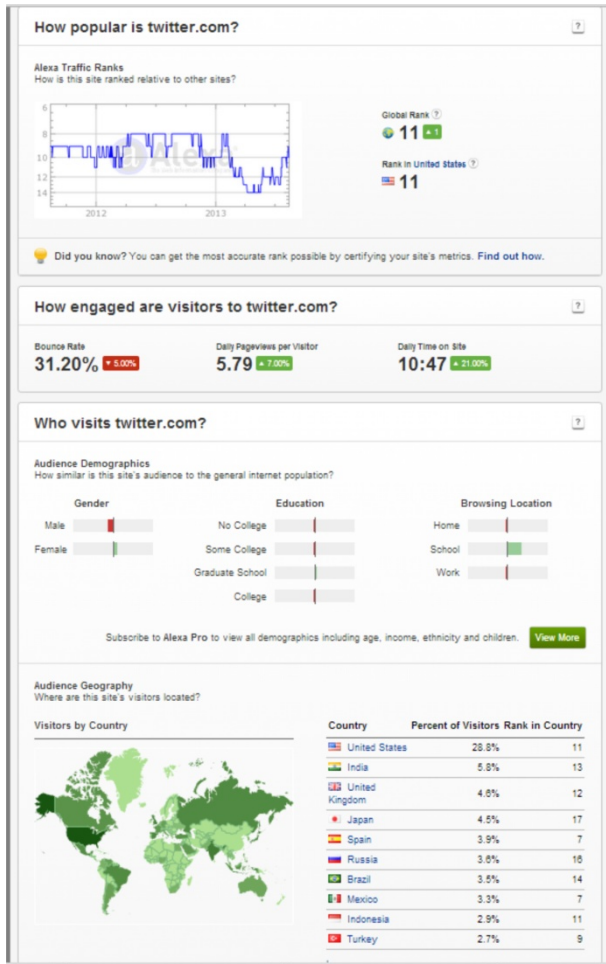 How popular is twitter.com?
?
Alexa Traffic Ranks
How is this site ranked relative to other sites?
6
8
10
12
14
2012
2013
Alexa
Global Rank ?
11 1
Rank in United States ?
11
Did you know? You can get the most accurate rank possible by certifying your site's metrics. Find out how.
How engaged are visitors to twitter.com?
?
Bounce Rate
31.20% 5.00%
Daily Pageviews per Visitor
5.79 7.00%
Daily Time on Site
10:47 21.00%
Who visits twitter.com?
?
Audience Demographics
How similar is this site's audience to the general internet population?
Gender
Male
Female
Education
No College
Some College
Graduate School
College
Browsing Location
Home
School
Work
Subscribe to Alexa Pro to view all demographics including age, income, ethnicity and children. View More
Audience Geography
Where are this site's visitors located?
Visitors by Country
Country Percent of Visitors Rank in Country
United States 28.8% 11
India 5.8% 13
United
Kingdom 4.6% 12
Japan 4.5% 17
Spain 3.9% 7
Russia 3.6% 16
Brazil 3.5% 14
Mexico 3.3% 7
Indonesia 2.9% 11
Turkey 2.7% 9